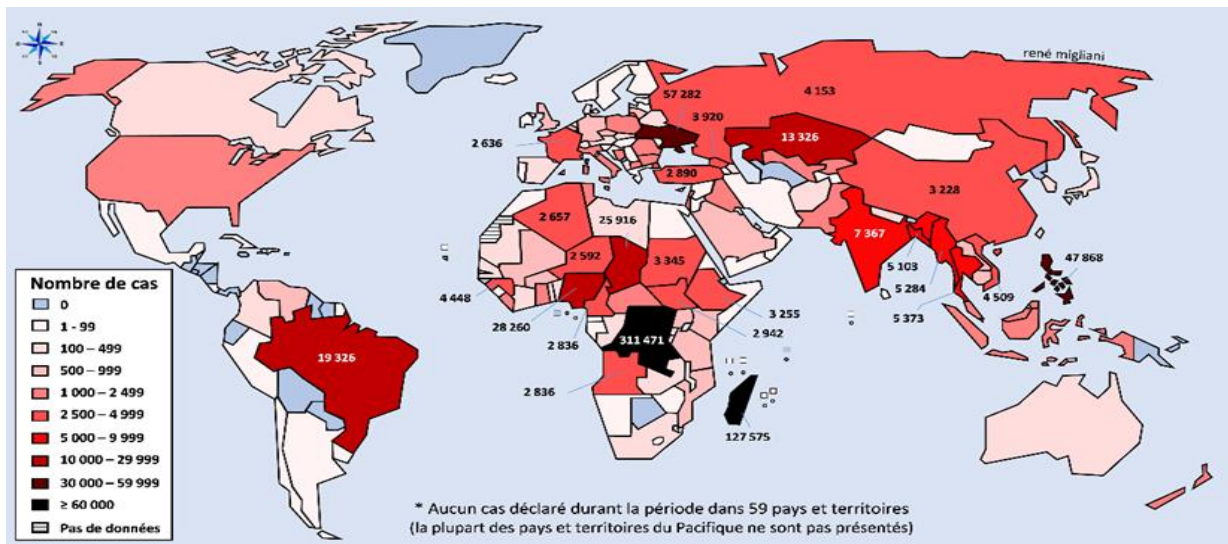 rené migliani
57 282
4 153
3 920
13 326
2 636
2 890
3 228
2 657
25 916
7 367
47 868
2 592
3 345
5 103
4 448
5 284
4 509
28 260
3 255
5 373
2 836
311 471
2 942
19 326
2 836
127 575
Nombre de cas
0
1 - 99
100 – 499
500 – 999
1 000 – 2 499
2 500 – 4 999
5 000 – 9 999
10 000 – 29 999
30 000 – 59 999
≥ 60 000
Pas de données
* Aucun cas déclaré durant la période dans 59 pays et territoires
(la plupart des pays et territoires du Pacifique ne sont pas présentés)